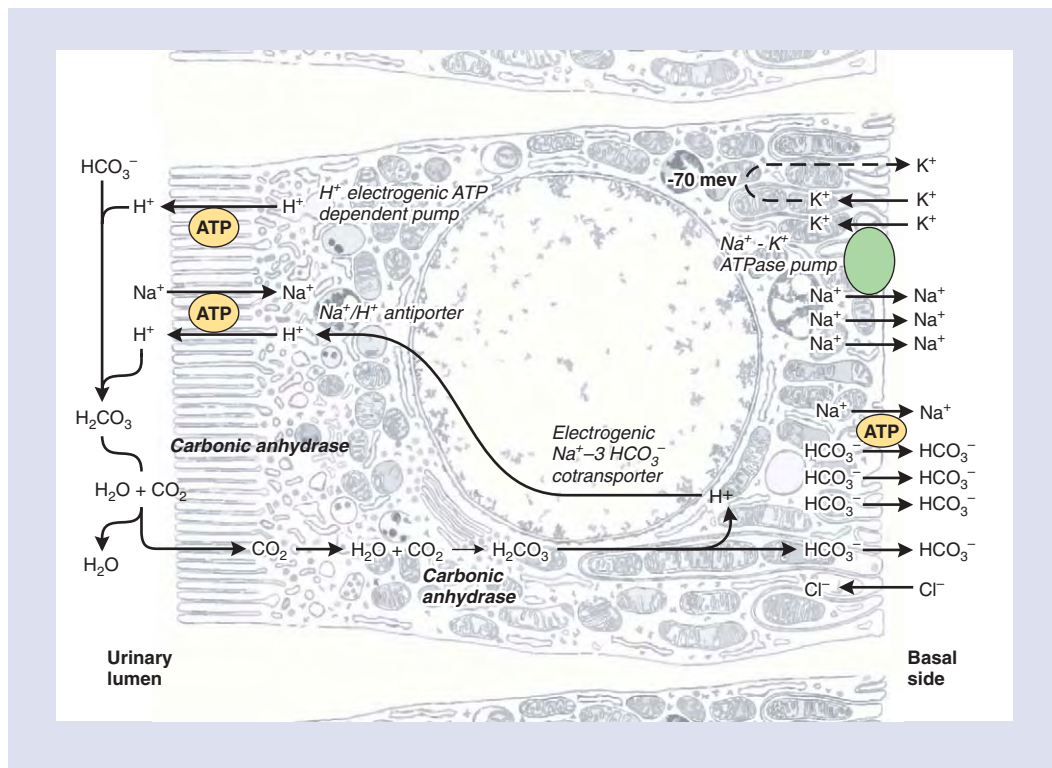 HCO₃⁻
H⁺
H⁺
H⁺ electrogenic ATP
dependent pump
ATP
-70 mev
K⁺
K⁺
K⁺
K⁺
K⁺
Na⁺ - K⁺
ATPase pump
Na⁺
Na⁺
ATP
Na⁺/H⁺ antiporter
H⁺
H⁺
Na⁺
Na⁺
Na⁺
Na⁺
Na⁺
Na⁺
H₂CO₃
Carbonic anhydrase
Electrogenic
Na⁺–3 HCO₃⁻
cotransporter
Na⁺
Na⁺
ATP
HCO₃⁻
HCO₃⁻
HCO₃⁻
HCO₃⁻
HCO₃⁻
HCO₃⁻
H₂O + CO₂
H+
H₂O
CO₂
H₂O + CO₂
H₂CO₃
HCO₃⁻
HCO₃⁻
Carbonic
anhydrase
Cl⁻
Cl⁻
Urinary
lumen
Basal
side